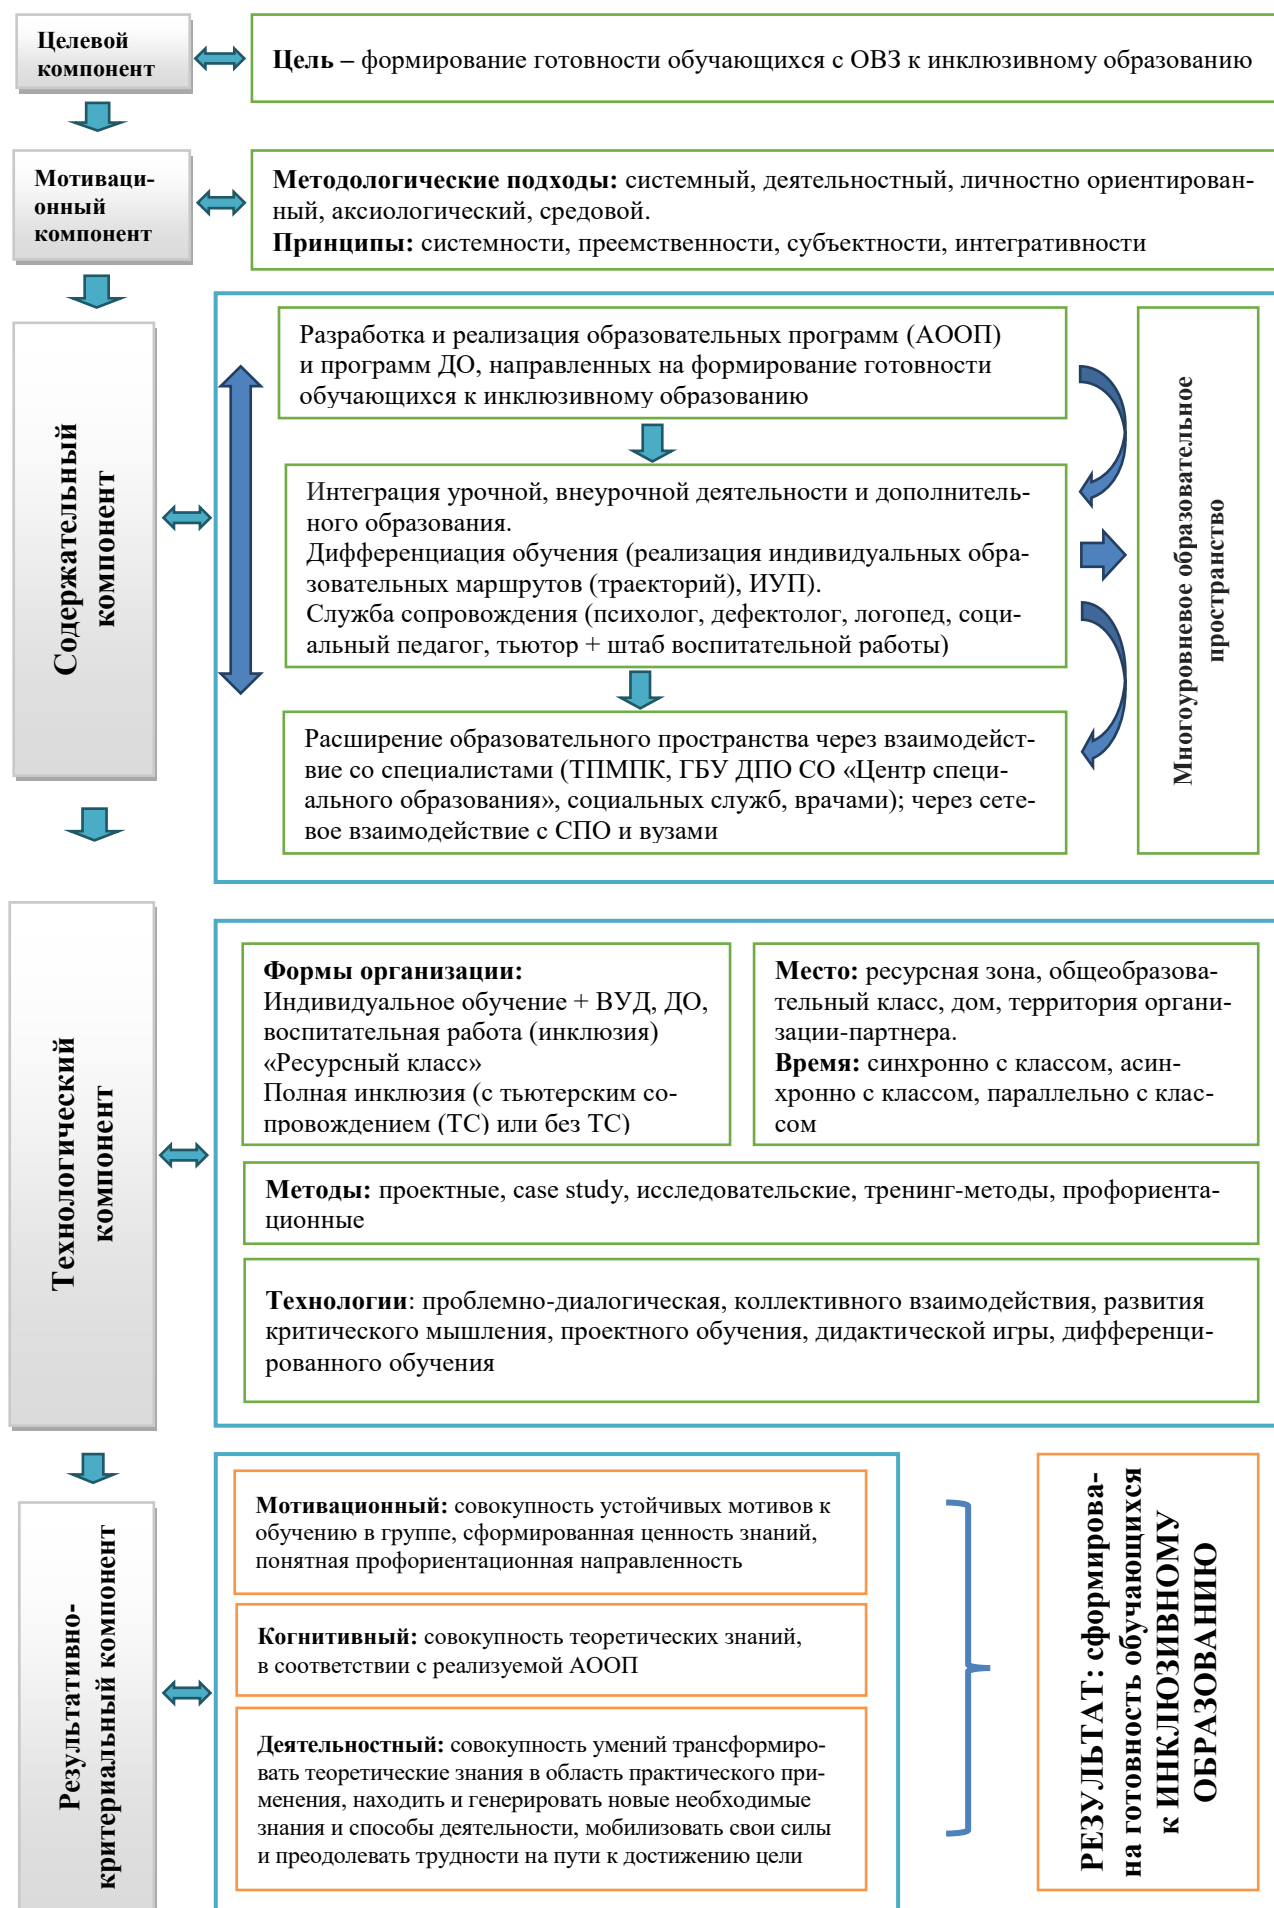 Целевой
компонент
Цель – формирование готовности обучающихся с ОВЗ к инклюзивному образованию
Мотиваци-
онный
компонент
Методологические подходы: системный, деятельностный, личностно ориентирован-
ный, аксиологический, средовой.
Принципы: системности, преемственности, субъектности, интегративности
Содержательный
компонент
Разработка и реализация образовательных программ (АООП)
и программ ДО, направленных на формирование готовности
обучающихся к инклюзивному образованию
Интеграция урочной, внеурочной деятельности и дополнитель-
ного образования.
Дифференциация обучения (реализация индивидуальных обра-
зовательных маршрутов (траекторий), ИУП).
Служба сопровождения (психолог, дефектолог, логопед, соци-
альный педагог, тьютор + штаб воспитательной работы)
Расширение образовательного пространства через взаимодейст-
вие со специалистами (ТПМПК, ГБУ ДПО СО «Центр специ-
ального образования», социальных служб, врачами); через сете-
вое взаимодействие с СПО и вузами
Многоуровневое образовательное
пространство
Технологический
компонент
Формы организации:
Индивидуальное обучение + ВУД, ДО,
воспитательная работа (инклюзия)
«Ресурсный класс»
Полная инклюзия (с тьютерским со-
провождением (ТС) или без ТС)
Место: ресурсная зона, общеобразова-
тельный класс, дом, территория органи-
зации-партнера.
Время: синхронно с классом, асин-
хронно с классом, параллельно с клас-
сом
Методы: проектные, case study, исследовательские, тренинг-методы, профориента-
ционные
Технологии: проблемно-диалогическая, коллективного взаимодействия, развития
критического мышления, проектного обучения, дидактической игры, дифференци-
рованного обучения
Результативно-
критериальный компонент
Мотивационный: совокупность устойчивых мотивов к
обучению в группе, сформированная ценность знаний,
понятная профориентационная направленность
Когнитивный: совокупность теоретических знаний,
в соответствии с реализуемой АООП
Деятельностный: совокупность умений трансформиро-
вать теоретические знания в область практического при-
менения, находить и генерировать новые необходимые
знания и способы деятельности, мобилизовать свои силы
и преодолевать трудности на пути к достижению цели
РЕЗУЛЬТАТ: сформирова-
на готовность обучающихся
к ИНКЛЮЗИВНОМУ
ОБРАЗОВАНИЮ